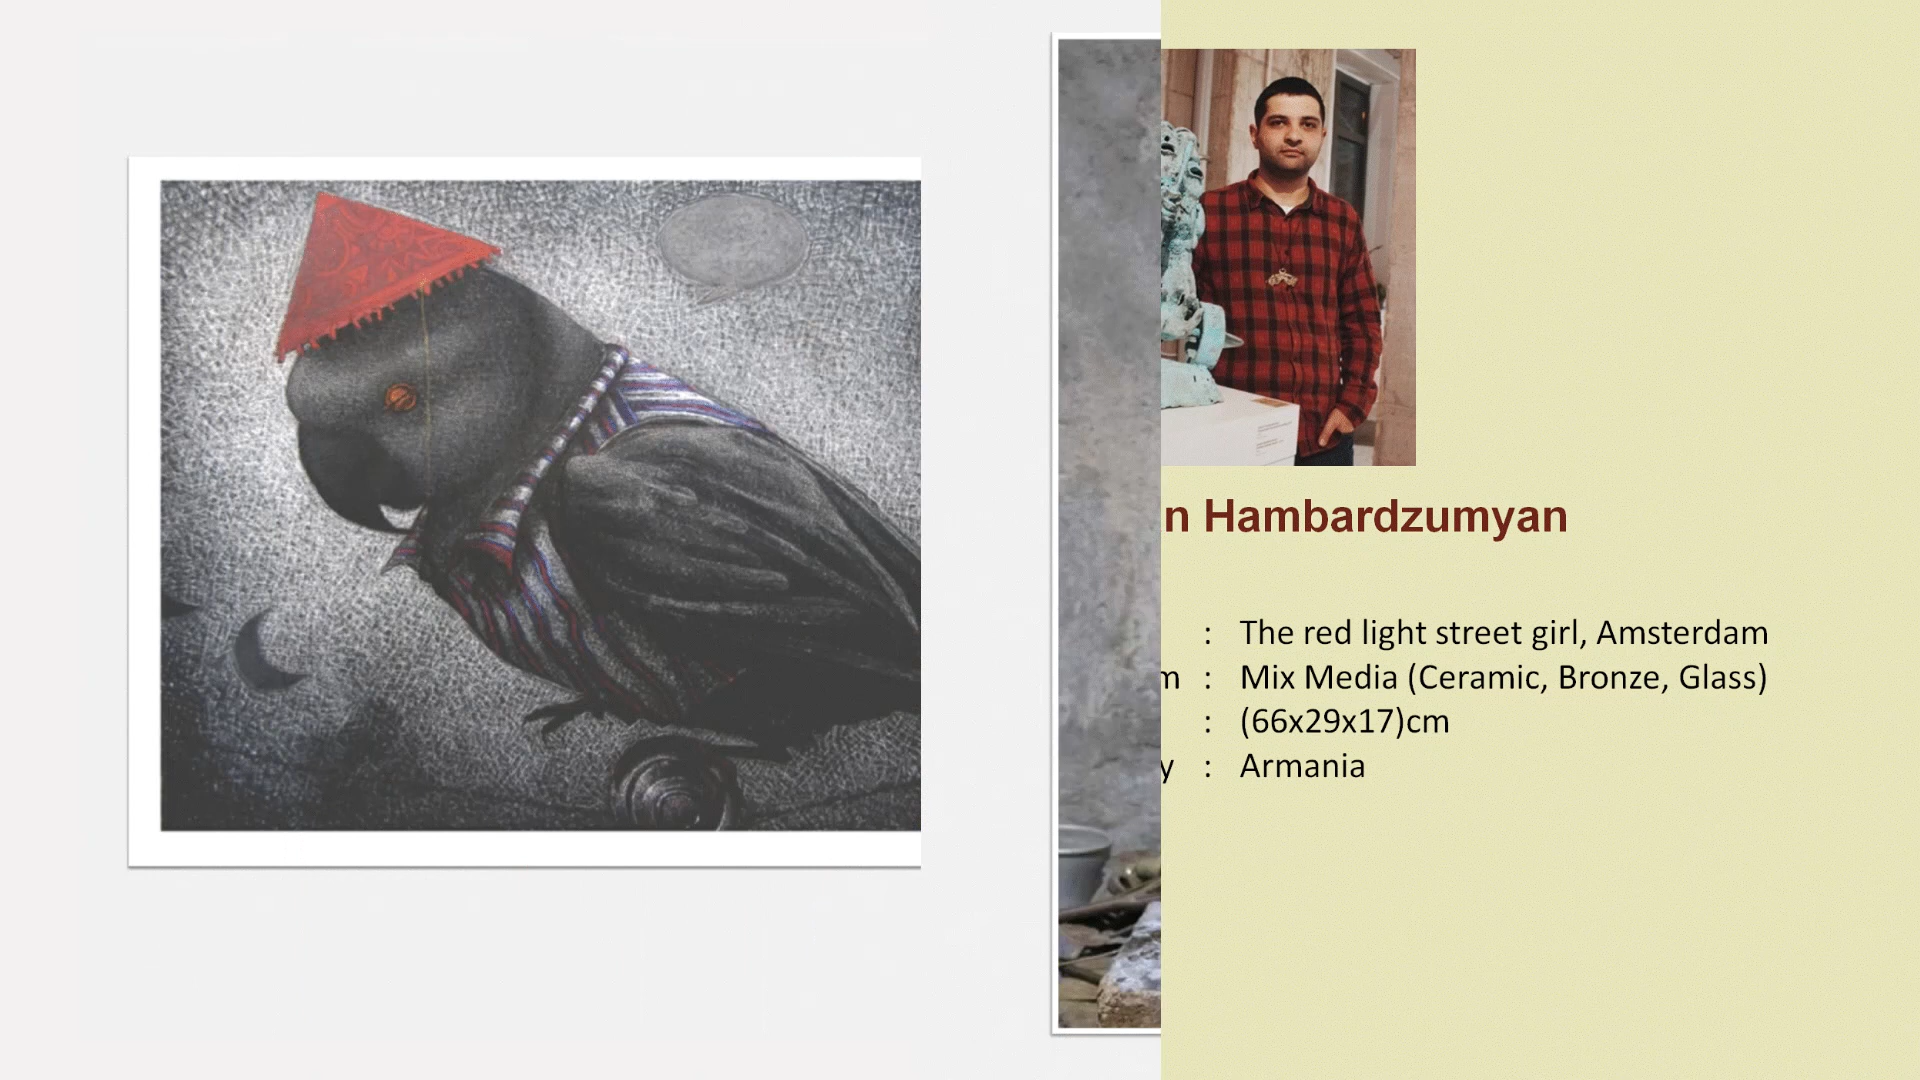 n Hambardzumyan
: The red light street girl, Amsterdam
m : Mix Media (Ceramic, Bronze, Glass)
: (66x29x17)cm
y : Armania